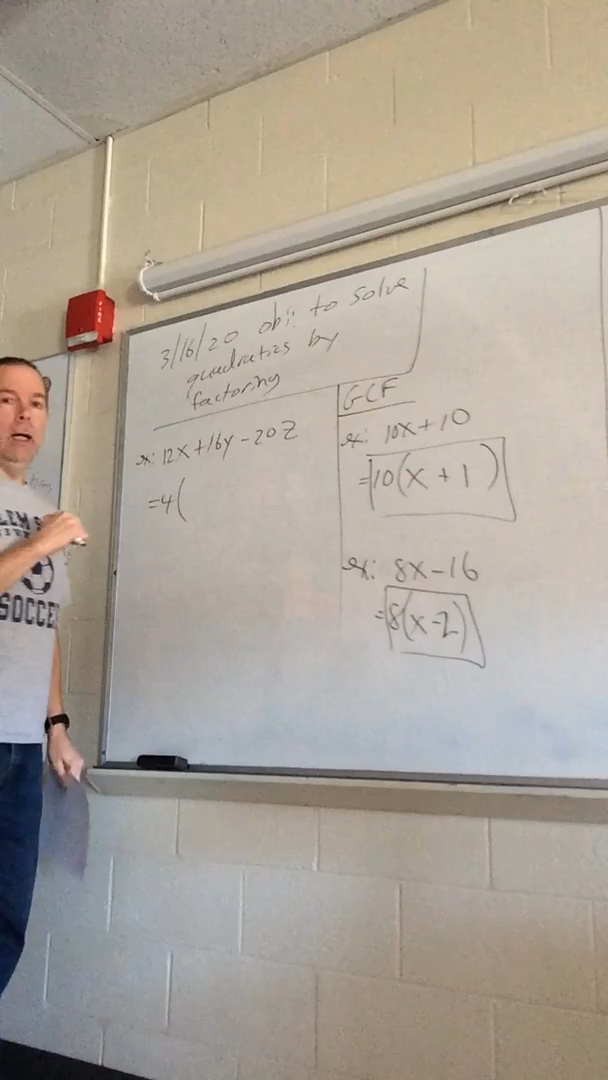 3/16/20 obj: to solve
quadratics by
factoring
ex: 12x+16y-20z
=4(
GCF
ex: 10x+10
=10(x+1)
ex: 8x-16
=8(x-2)
FIRE
SOCCER